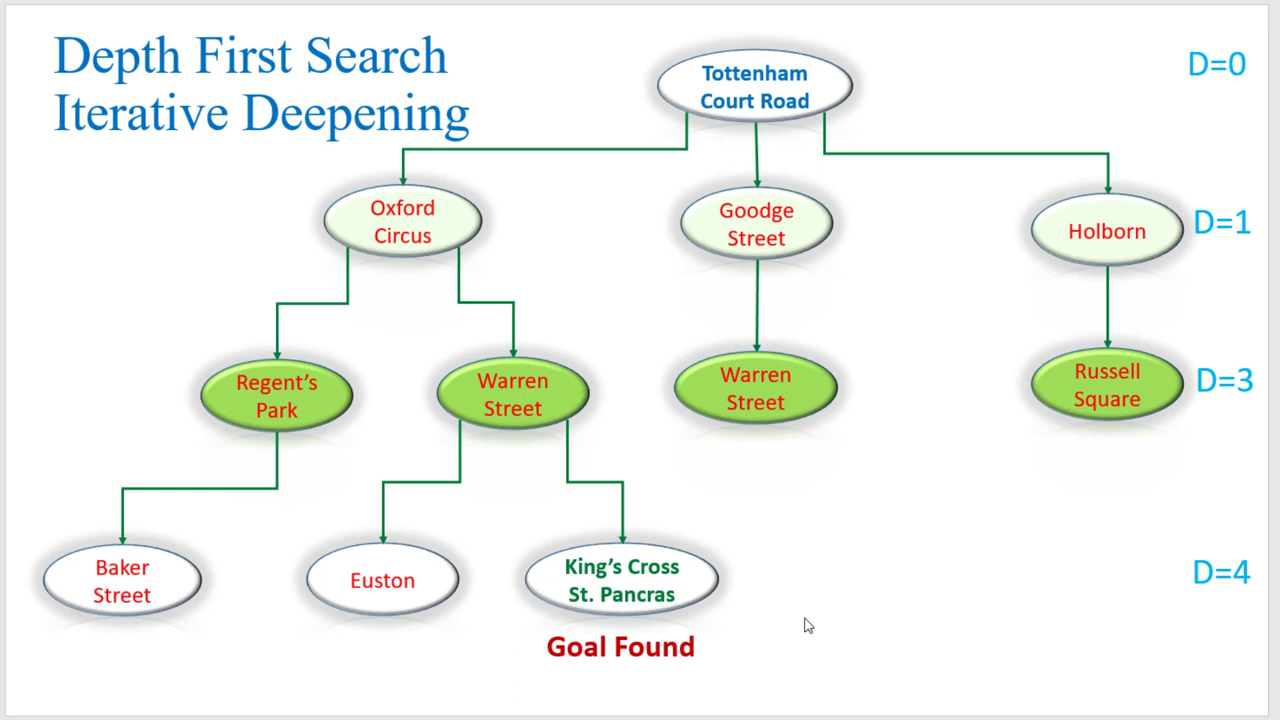 Depth First Search
Iterative Deepening
Tottenham
Court Road
D=0
Oxford
Circus
Goodge
Street
Holborn
D=1
Regent’s
Park
Warren
Street
Warren
Street
Russell
Square
D=3
Baker
Street
Euston
King’s Cross
St. Pancras
D=4
Goal Found